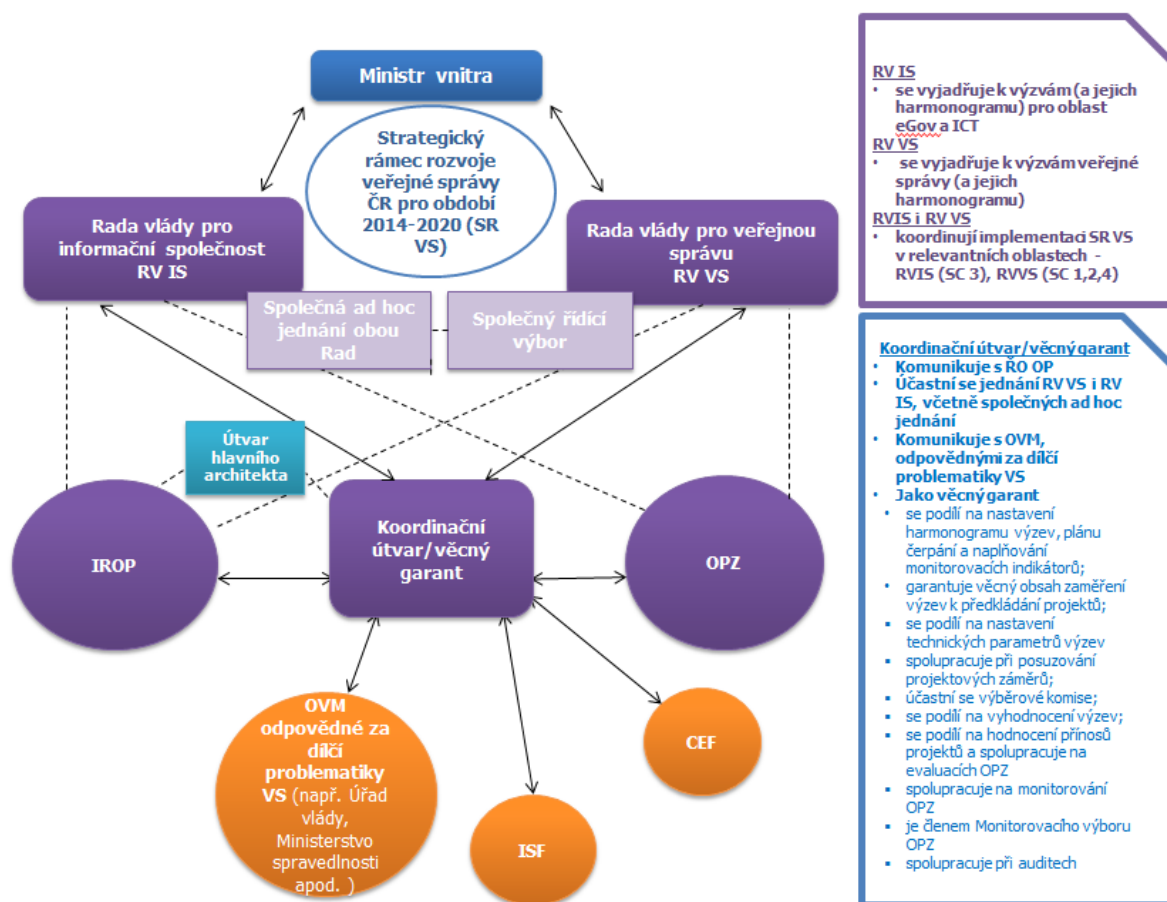 Ministr vnitra
Strategický
rámec rozvoje
veřejné správy
ČR pro období
2014-2020 (SR
VS)
Rada vlády pro
informační společnost
RV IS
Rada vlády pro veřejnou
správu
RV VS
Společná ad hoc
jednání obou
Rad
Společný řídící
výbor
Útvar
hlavního
architekta
IROP
Koordinační
útvar/věcný
garant
OPZ
OVM
odpovědné za
dílčí
problematiky
VS (např. Úřad
vlády,
Ministerstvo
spravedlnosti
apod. )
ISF
CEF
RV IS
• se vyjadřuje k výzvám (a jejich
harmonogramu) pro oblast
eGov a ICT
RV VS
• se vyjadřuje k výzvám veřejné
správy (a jejich
harmonogramu)
RVIS i RV VS
• koordinují implementaci SR VS
v relevantních oblastech -
RVIS (SC 3), RVVS (SC 1,2,4)
Koordinační útvar/věcný garant
• Komunikuje s ŘO OP
• Účastní se jednání RV VS i RV
IS, včetně společných ad hoc
jednání
• Komunikuje s OVM,
odpovědnými za dílčí
problematiky VS
• Jako věcný garant
• se podílí na nastavení
harmonogramu výzev, plánu
čerpání a naplňování
monitorovacích indikátorů;
• garantuje věcný obsah zaměření
výzev k předkládání projektů;
▪ se podílí na nastavení
technických parametrů výzev
▪ spolupracuje při posuzování
projektových záměrů;
▪ účastní se výběrové komise;
▪ se podílí na vyhodnocení výzev;
▪ se podílí na hodnocení přínosů
projektů a spolupracuje na
evaluacích OPZ
▪ spolupracuje na monitorování
OPZ
▪ je členem Monitorovacího výboru
OPZ
▪ spolupracuje při auditech